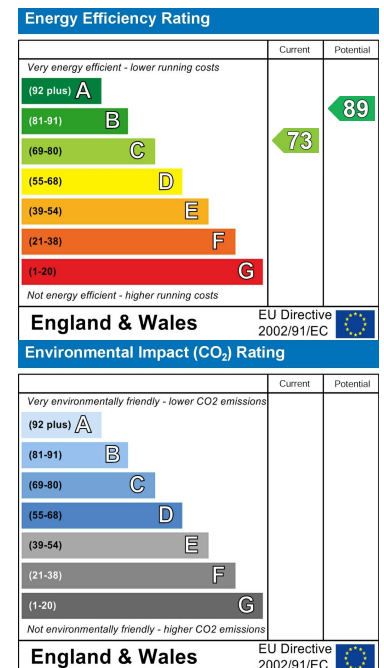 Energy Efficiency Rating
Current Potential
Very energy efficient - lower running costs
(92 plus) A
(81-91) B
(69-80) C
(55-68) D
(39-54) E
(21-38) F
(1-20) G
73
89
Not energy efficient - higher running costs
England & Wales
EU Directive
2002/91/EC
Environmental Impact (CO₂) Rating
Current Potential
Very environmentally friendly - lower CO2 emissions
(92 plus) A
(81-91) B
(69-80) C
(55-68) D
(39-54) E
(21-38) F
(1-20) G
Not environmentally friendly - higher CO2 emissions
England & Wales
EU Directive
2002/91/EC